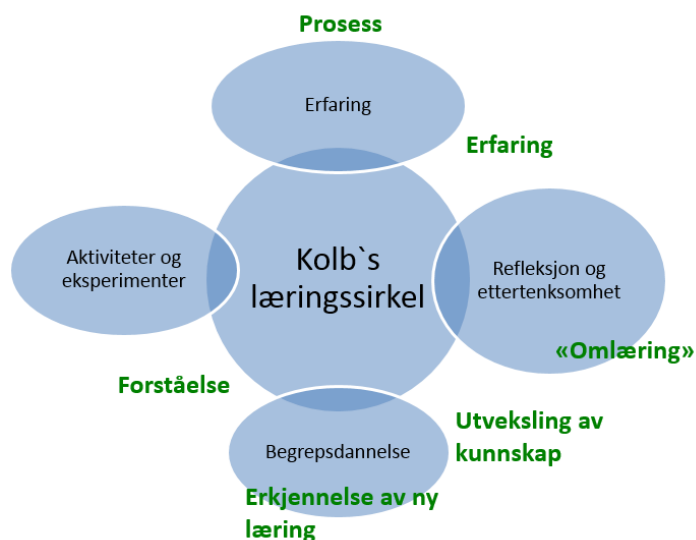 Prosess
Erfaring
Erfaring
Kolb`s
læringssirkel
Aktiviteter og
eksperimenter
Refleksjon og
ettertenksomhet
«Omlæring»
Forståelse
Utveksling av
kunnskap
Begrepsdannelse
Erkjennelse av ny
læring